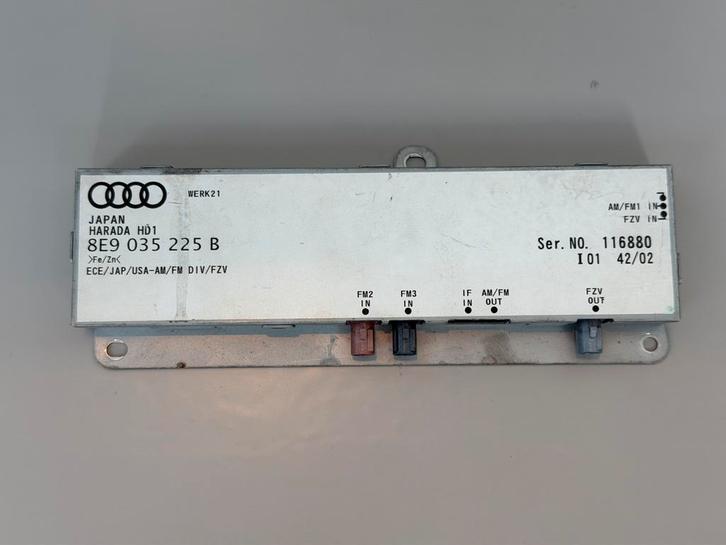 WERK21
JAPAN
HARADA HD1
8E9 035 225 B
>Fe/Zn<
ECE/JAP/USA-AM/FM DIV/FZV
AM/FM1 IN
FZV IN
Ser.NO. 116880
I01 42/02
FM2 IN
FM3 IN
IF IN
AM/FM OUT
FZV OUT